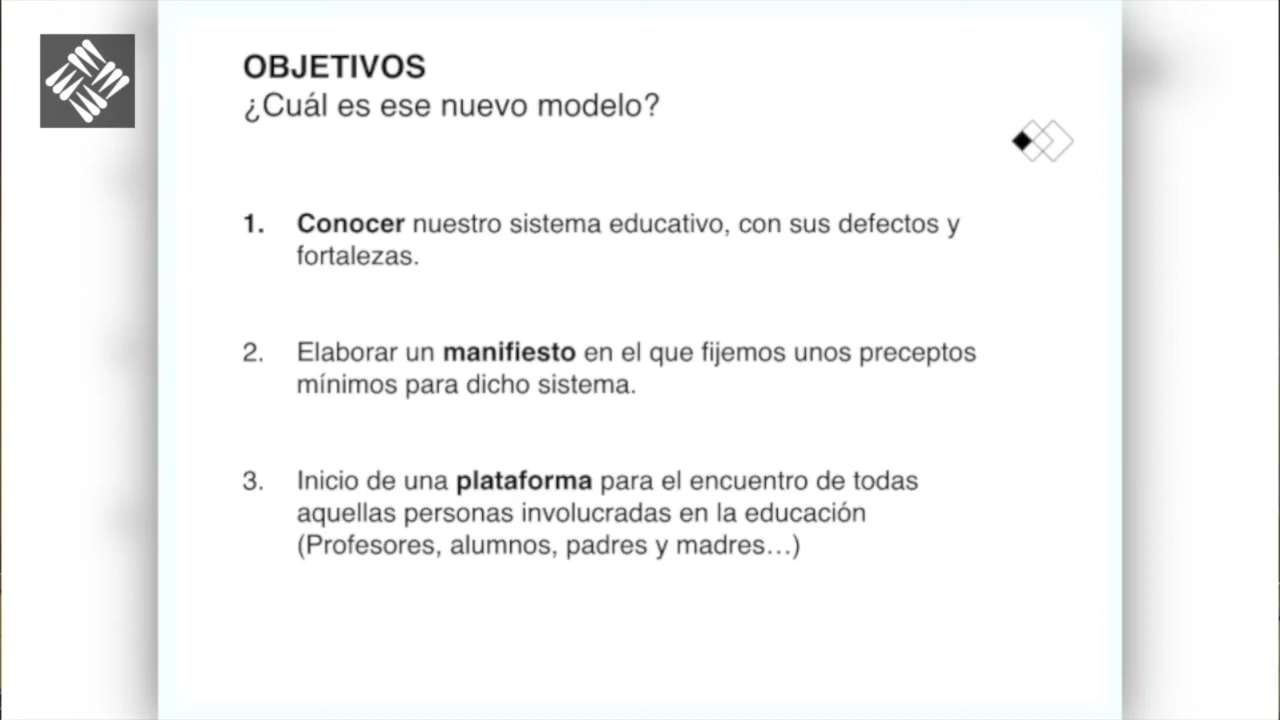 OBJETIVOS
¿Cuál es ese nuevo modelo?
1. Conocer nuestro sistema educativo, con sus defectos y
fortalezas.
2. Elaborar un manifiesto en el que fijemos unos preceptos
mínimos para dicho sistema.
3. Inicio de una plataforma para el encuentro de todas
aquellas personas involucradas en la educación
(Profesores, alumnos, padres y madres…)